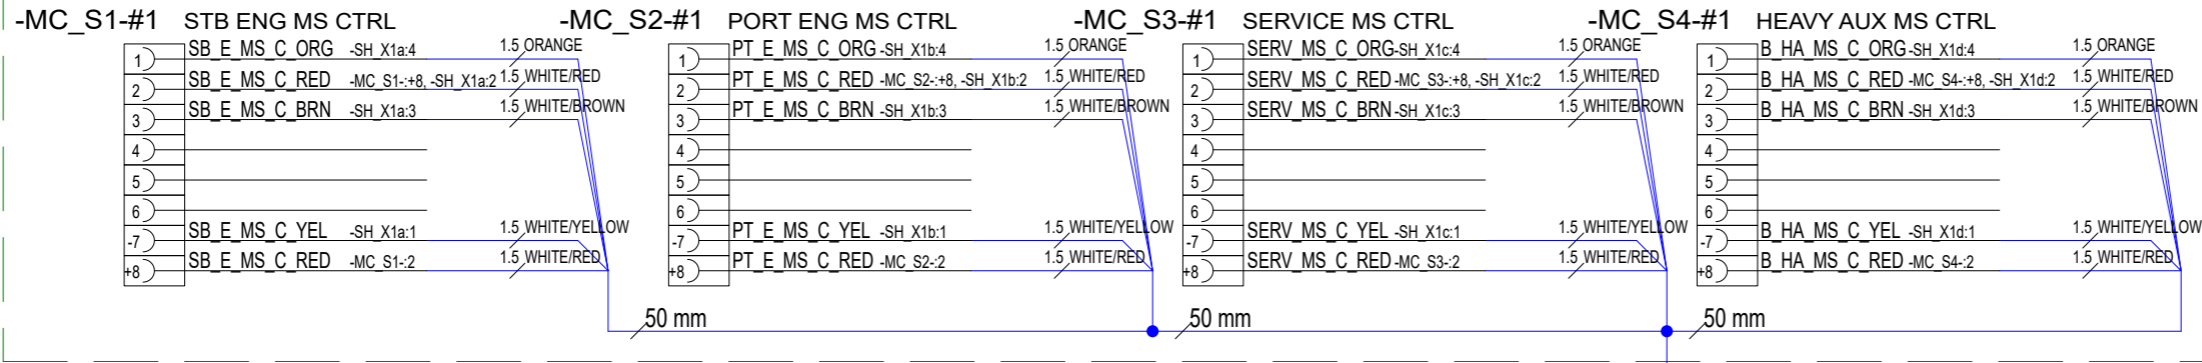 -MC_S1-#1 STB ENG MS CTRL
1 SB_E_MS_C_ORG -SH_X1a:4 1.5 ORANGE
2 SB_E_MS_C_RED -MC_S1-:+8, -SH_X1a:2 1.5 WHITE/RED
3 SB_E_MS_C_BRN -SH_X1a:3 1.5 WHITE/BROWN
4
5
6
-7 SB_E_MS_C_YEL -SH_X1a:1 1.5 WHITE/YELLOW
+8 SB_E_MS_C_RED -MC_S1-:2 1.5 WHITE/RED
50 mm
-MC_S2-#1 PORT ENG MS CTRL
1 PT_E_MS_C_ORG -SH_X1b:4 1.5 ORANGE
2 PT_E_MS_C_RED -MC_S2-:+8, -SH_X1b:2 1.5 WHITE/RED
3 PT_E_MS_C_BRN -SH_X1b:3 1.5 WHITE/BROWN
4
5
6
-7 PT_E_MS_C_YEL -SH_X1b:1 1.5 WHITE/YELLOW
+8 PT_E_MS_C_RED -MC_S2-:2 1.5 WHITE/RED
50 mm
-MC_S3-#1 SERVICE MS CTRL
1 SERV_MS_C_ORG -SH_X1c:4 1.5 ORANGE
2 SERV_MS_C_RED -MC_S3-:+8, -SH_X1c:2 1.5 WHITE/RED
3 SERV_MS_C_BRN -SH_X1c:3 1.5 WHITE/BROWN
4
5
6
-7 SERV_MS_C_YEL -SH_X1c:1 1.5 WHITE/YELLOW
+8 SERV_MS_C_RED -MC_S3-:2 1.5 WHITE/RED
50 mm
-MC_S4-#1 HEAVY AUX MS CTRL
1 B_HA_MS_C_ORG -SH_X1d:4 1.5 ORANGE
2 B_HA_MS_C_RED -MC_S4-:+8, -SH_X1d:2 1.5 WHITE/RED
3 B_HA_MS_C_BRN -SH_X1d:3 1.5 WHITE/BROWN
4
5
6
-7 B_HA_MS_C_YEL -SH_X1d:1 1.5 WHITE/YELLOW
+8 B_HA_MS_C_RED -MC_S4-:2 1.5 WHITE/RED